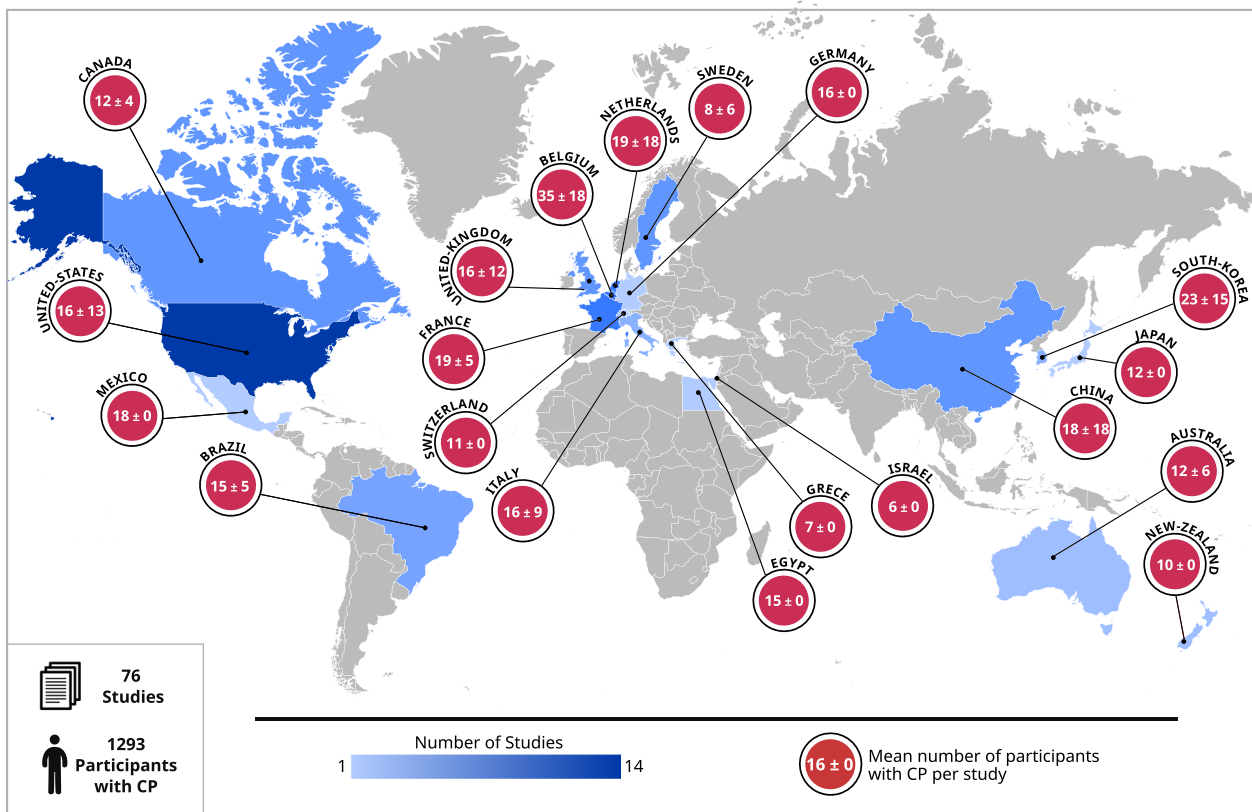 CANADA
12 ± 4
UNITED-STATES
16 ± 13
MEXICO
18 ± 0
BRAZIL
15 ± 5
GERMANY
16 ± 0
SWEDEN
8 ± 6
NETHERLANDS
19 ± 18
BELGIUM
35 ± 18
UNITED-KINGDOM
16 ± 12
FRANCE
19 ± 5
SWITZERLAND
11 ± 0
ITALY
16 ± 9
SOUTH-KOREA
23 ± 15
JAPAN
12 ± 0
CHINA
18 ± 18
AUSTRALIA
12 ± 6
NEW-ZEALAND
10 ± 0
ISRAEL
6 ± 0
GRECE
7 ± 0
EGYPT
15 ± 0
76
Studies
1293
Participants
with CP
Number of Studies
1
14
16 ± 0
Mean number of participants
with CP per study